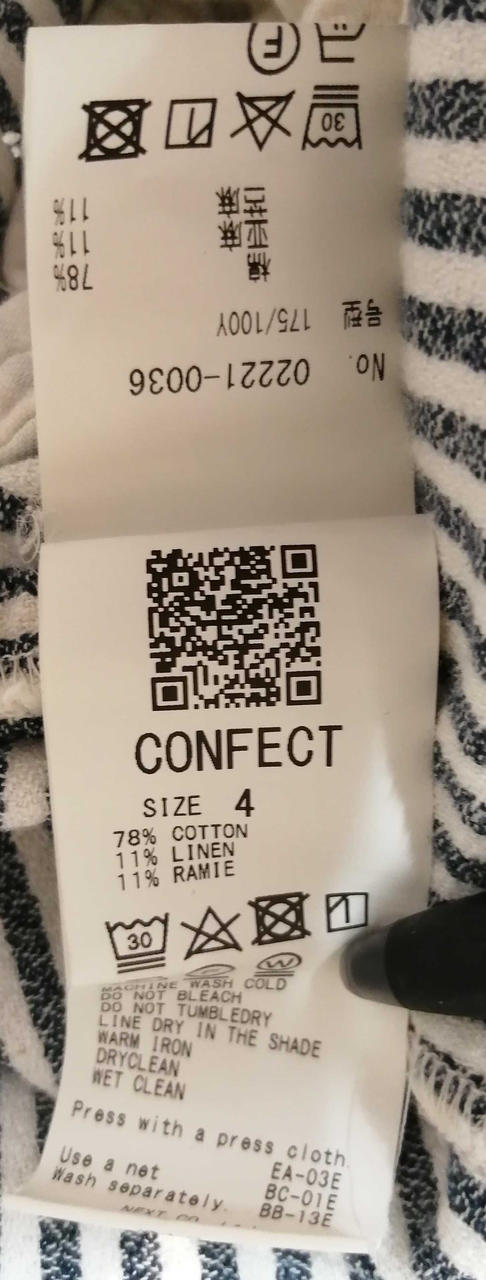 No. 02221-0036
号型 175/100Y
棉 78%
亚麻 11%
苎麻 11%
30
F
CONFECT
SIZE 4
78% COTTON
11% LINEN
11% RAMIE
30
W
MACHINE WASH COLD
DO NOT BLEACH
DO NOT TUMBLEDRY
LINE DRY IN THE SHADE
WARM IRON
DRYCLEAN
WET CLEAN
Press with a press cloth.
Use a net EA-03E
Wash separately. BC-01E
BB-13E
NEXT CO.